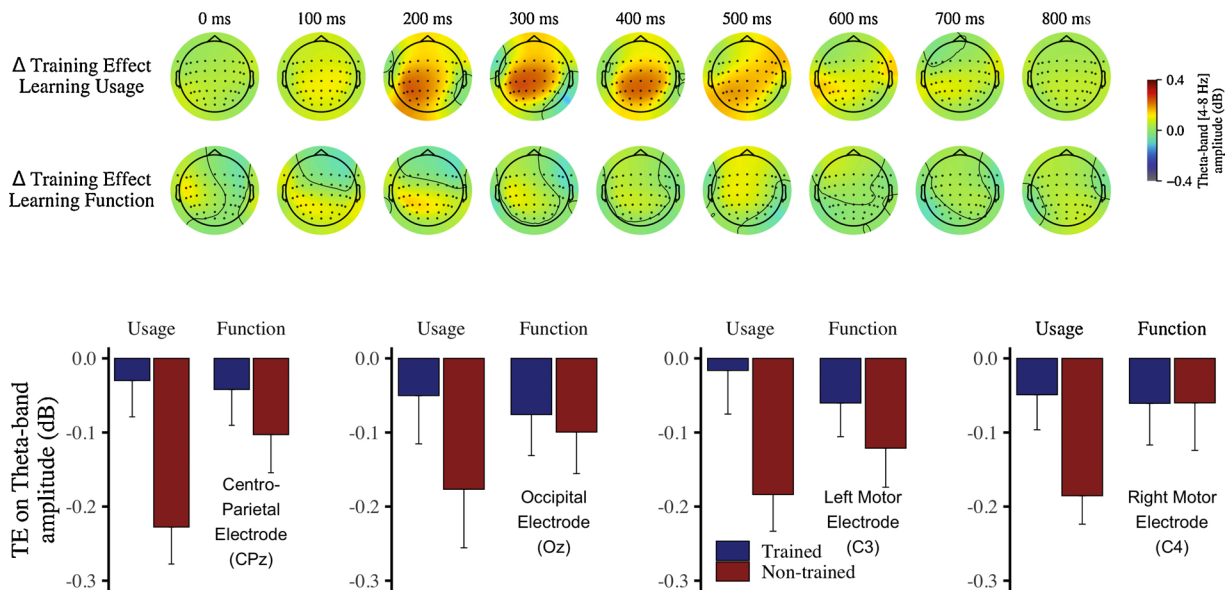 0 ms 100 ms 200 ms 300 ms 400 ms 500 ms 600 ms 700 ms 800 ms
Δ Training Effect
Learning Usage
Δ Training Effect
Learning Function
0.4
0.0
−0.4
Theta-band [4-8 Hz]
amplitude (dB)
Usage Function Usage Function Usage Function Usage Function
TE on Theta-band
amplitude (dB)
0.0
-0.1
-0.2
-0.3
Centro-
Parietal
Electrode
(CPz)
0.0
-0.1
-0.2
-0.3
Occipital
Electrode
(Oz)
0.0
-0.1
-0.2
-0.3
Left Motor
Electrode
(C3)
Trained
Non-trained
0.0
-0.1
-0.2
-0.3
Right Motor
Electrode
(C4)